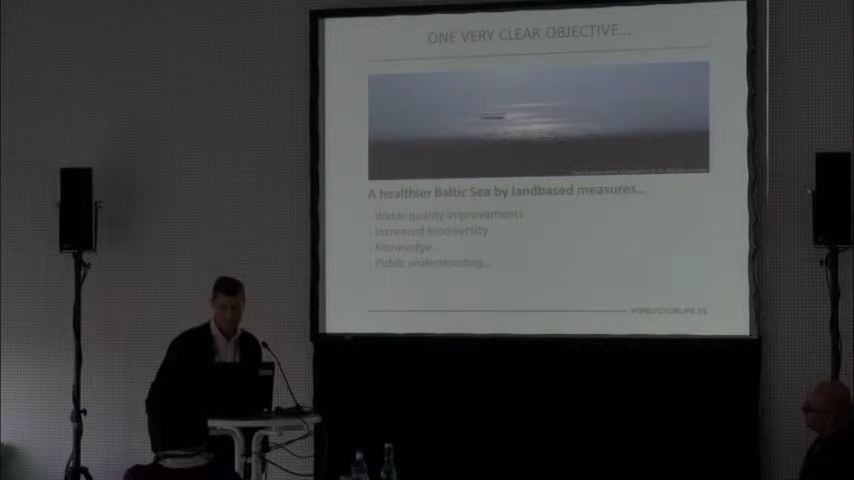 ONE VERY CLEAR OBJECTIVE...
A healthier Baltic Sea by landbased measures...
- Water quality improvements
- Increased biodiversity
- Knowledge...
- Public understanding...